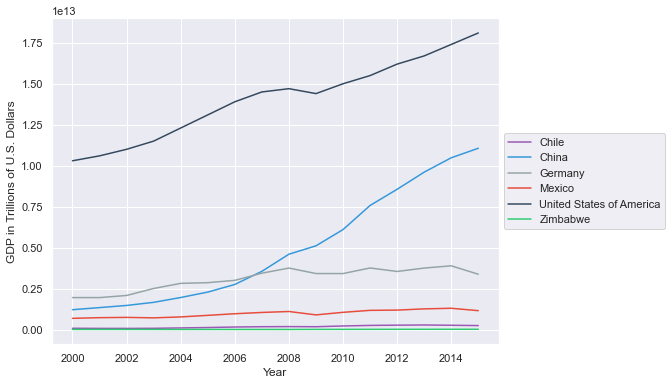 1e13
1.75
1.50
1.25
1.00
0.75
0.50
0.25
0.00
GDP in Trillions of U.S. Dollars
2000 2002 2004 2006 2008 2010 2012 2014
Year
Chile
China
Germany
Mexico
United States of America
Zimbabwe